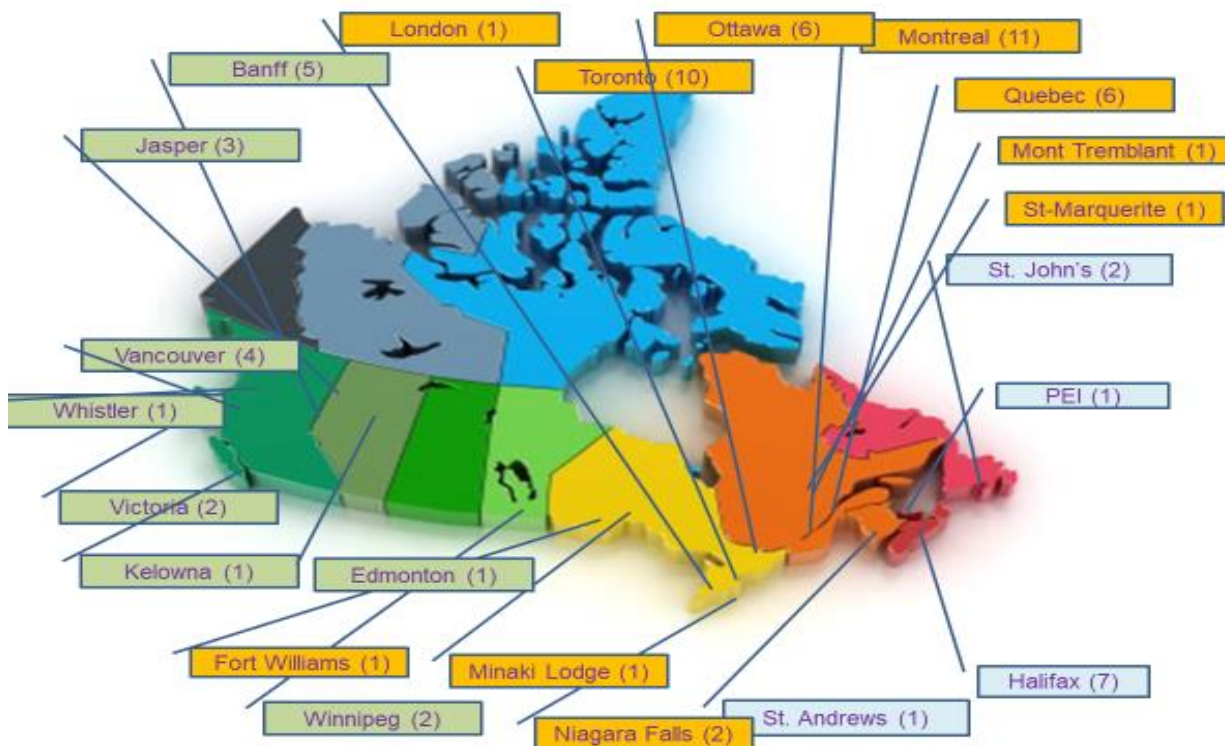 London (1)
Ottawa (6)
Montreal (11)
Banff (5)
Toronto (10)
Quebec (6)
Jasper (3)
Mont Tremblant (1)
St-Marquerite (1)
St. John's (2)
Vancouver (4)
PEI (1)
Whistler (1)
Victoria (2)
Kelowna (1)
Edmonton (1)
Fort Williams (1)
Minaki Lodge (1)
Halifax (7)
Winnipeg (2)
Niagara Falls (2)
St. Andrews (1)